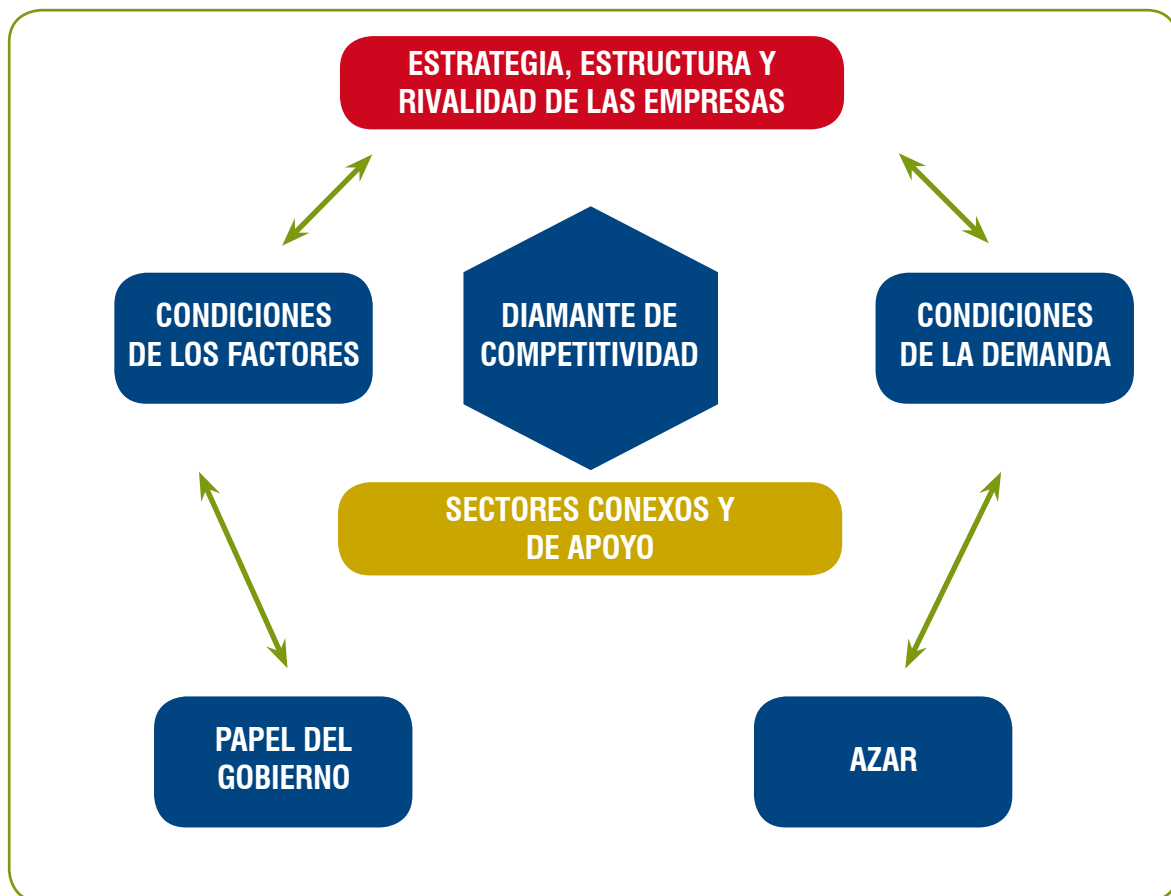 ESTRATEGIA, ESTRUCTURA Y
RIVALIDAD DE LAS EMPRESAS
CONDICIONES
DE LOS FACTORES
DIAMANTE DE
COMPETITIVIDAD
CONDICIONES
DE LA DEMANDA
SECTORES CONEXOS Y
DE APOYO
PAPEL DEL
GOBIERNO
AZAR